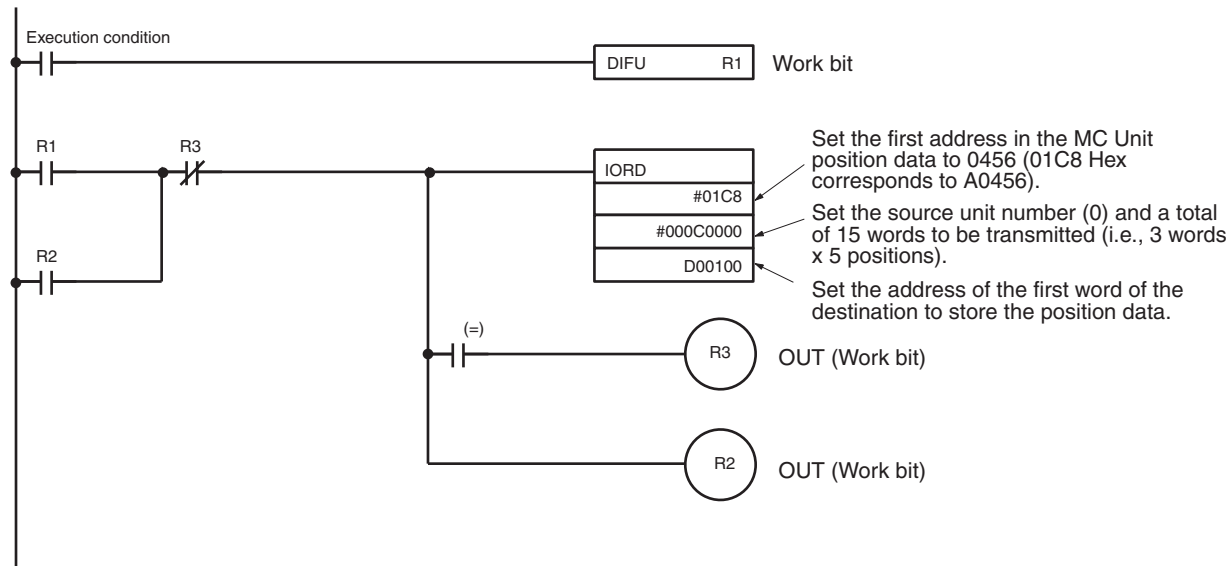 Execution condition
DIFU R1 Work bit
R1
R3
IORD
#01C8
#000C0000
D00100
Set the first address in the MC Unit
position data to 0456 (01C8 Hex
corresponds to A0456).
Set the source unit number (0) and a total
of 15 words to be transmitted (i.e., 3 words
x 5 positions).
Set the address of the first word of the
destination to store the position data.
R2
(=)
R3 OUT (Work bit)
R2 OUT (Work bit)